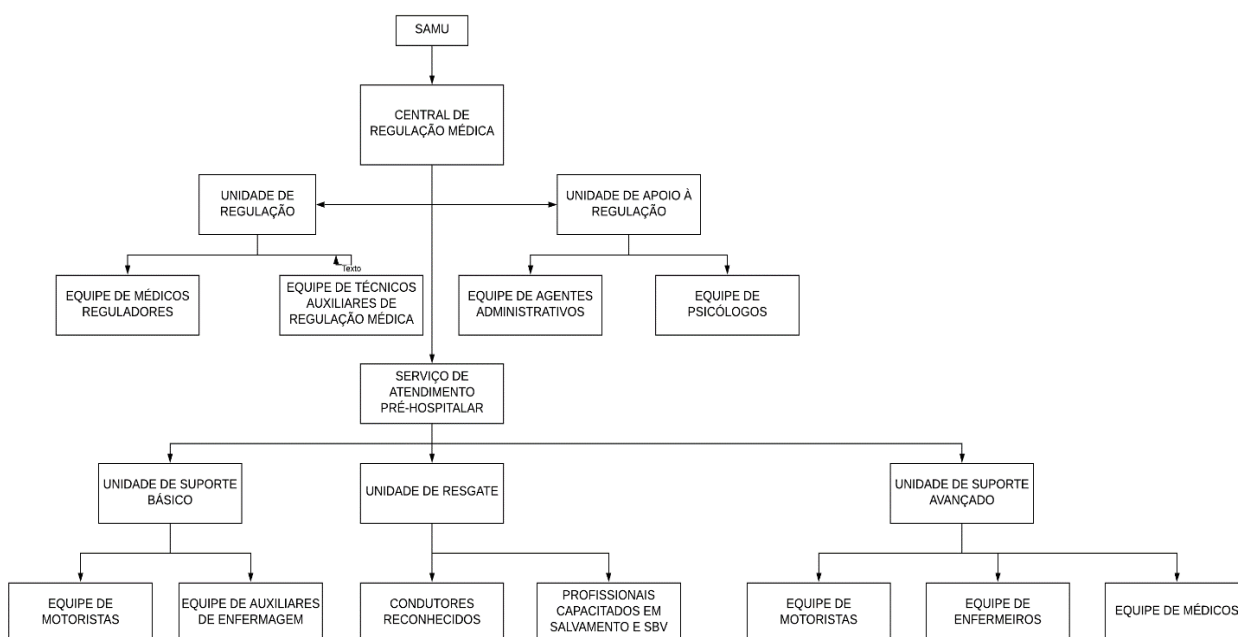 SAMU
CENTRAL DE
REGULAÇÃO MÉDICA
UNIDADE DE
REGULAÇÃO
UNIDADE DE APOIO À
REGULAÇÃO
Texto
EQUIPE DE MÉDICOS
REGULADORES
EQUIPE DE TÉCNICOS
AUXILIARES DE
REGULAÇÃO MÉDICA
EQUIPE DE AGENTES
ADMINISTRATIVOS
EQUIPE DE
PSICÓLOGOS
SERVIÇO DE
ATENDIMENTO
PRÉ-HOSPITALAR
UNIDADE DE SUPORTE
BÁSICO
UNIDADE DE RESGATE
UNIDADE DE SUPORTE
AVANÇADO
EQUIPE DE
MOTORISTAS
EQUIPE DE AUXILIARES
DE ENFERMAGEM
CONDUTORES
RECONHECIDOS
PROFISSIONAIS
CAPACITADOS EM
SALVAMENTO E SBV
EQUIPE DE
MOTORISTAS
EQUIPE DE
ENFERMEIROS
EQUIPE DE MÉDICOS